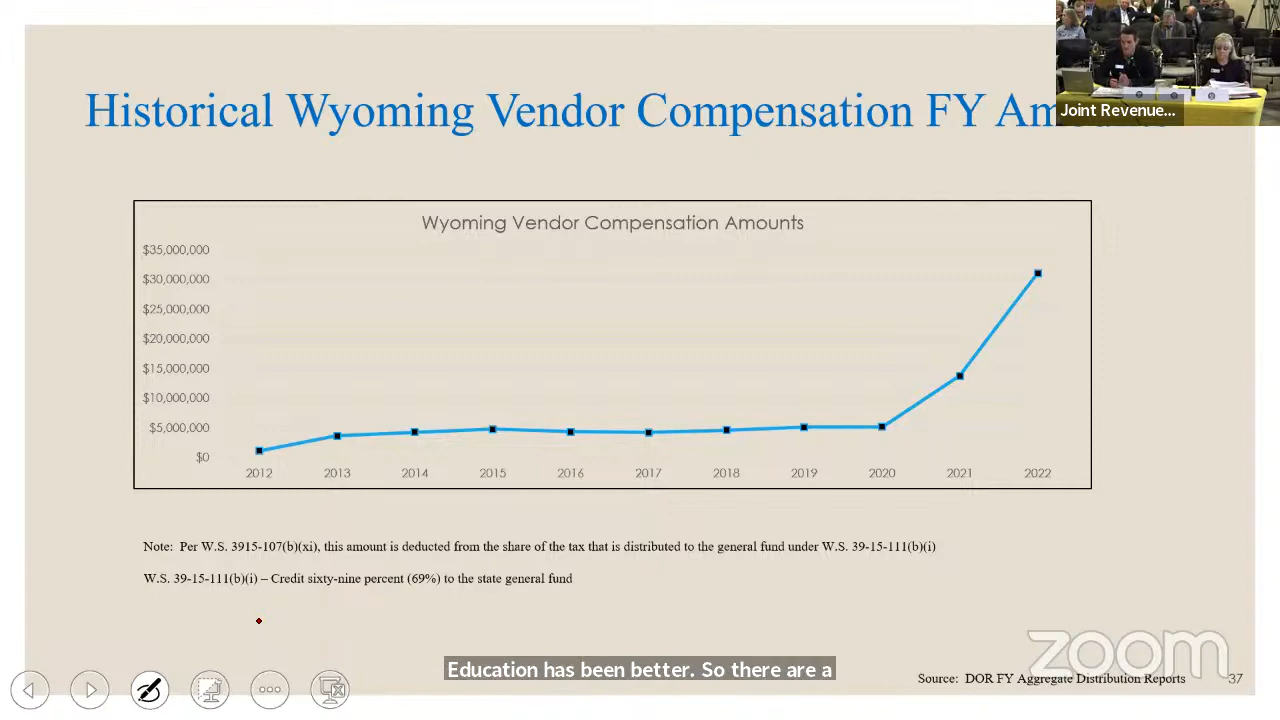 Historical Wyoming Vendor Compensation FY
Joint Revenue...
Wyoming Vendor Compensation Amounts
$35,000,000
$30,000,000
$25,000,000
$20,000,000
$15,000,000
$10,000,000
$5,000,000
$0
2012 2013 2014 2015 2016 2017 2018 2019 2020 2021 2022
Note: Per W.S. 3915-107(b)(xi), this amount is deducted from the share of the tax that is distributed to the general fund under W.S. 39-15-111(b)(i)
W.S. 39-15-111(b)(i) – Credit sixty-nine percent (69%) to the state general fund
Education has been better. So there are a
zoom
Source: DOR FY Aggregate Distribution Reports 37